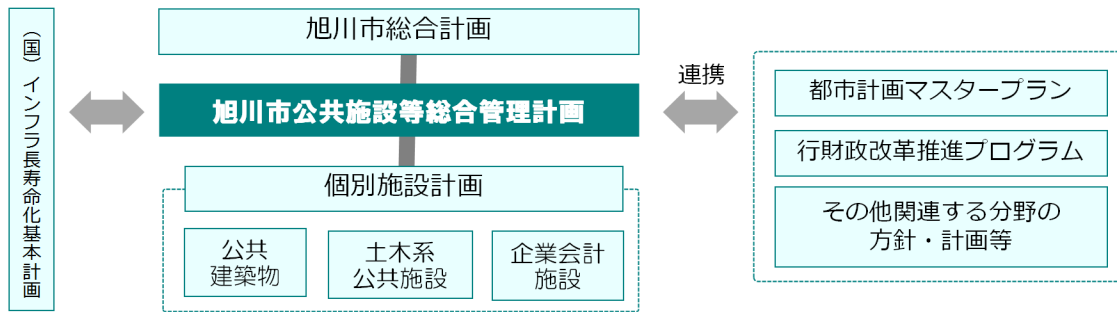 （国）インフラ長寿命化基本計画
旭川市総合計画
旭川市公共施設等総合管理計画
個別施設計画
公共
建築物
土木系
公共施設
企業会計
施設
連携
都市計画マスタープラン
行財政改革推進プログラム
その他関連する分野の
方針・計画等